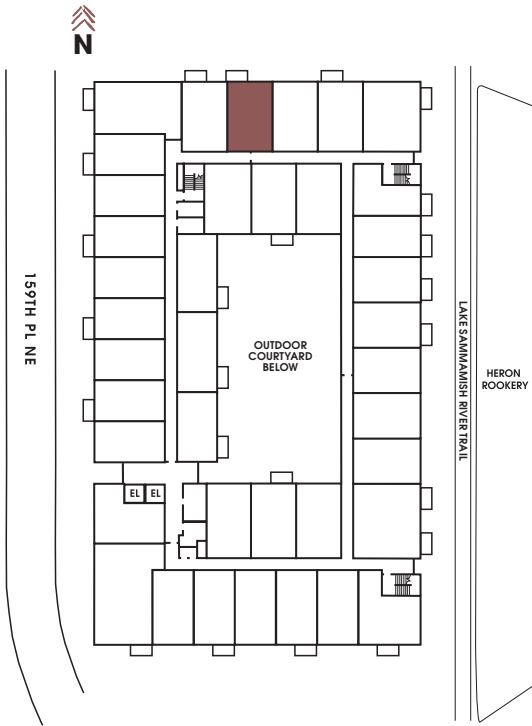 N
159TH PL NE
OUTDOOR
COURTYARD
BELOW
LAKE SAMMAMISH RIVER TRAIL
HERON
ROOKERY
EL EL